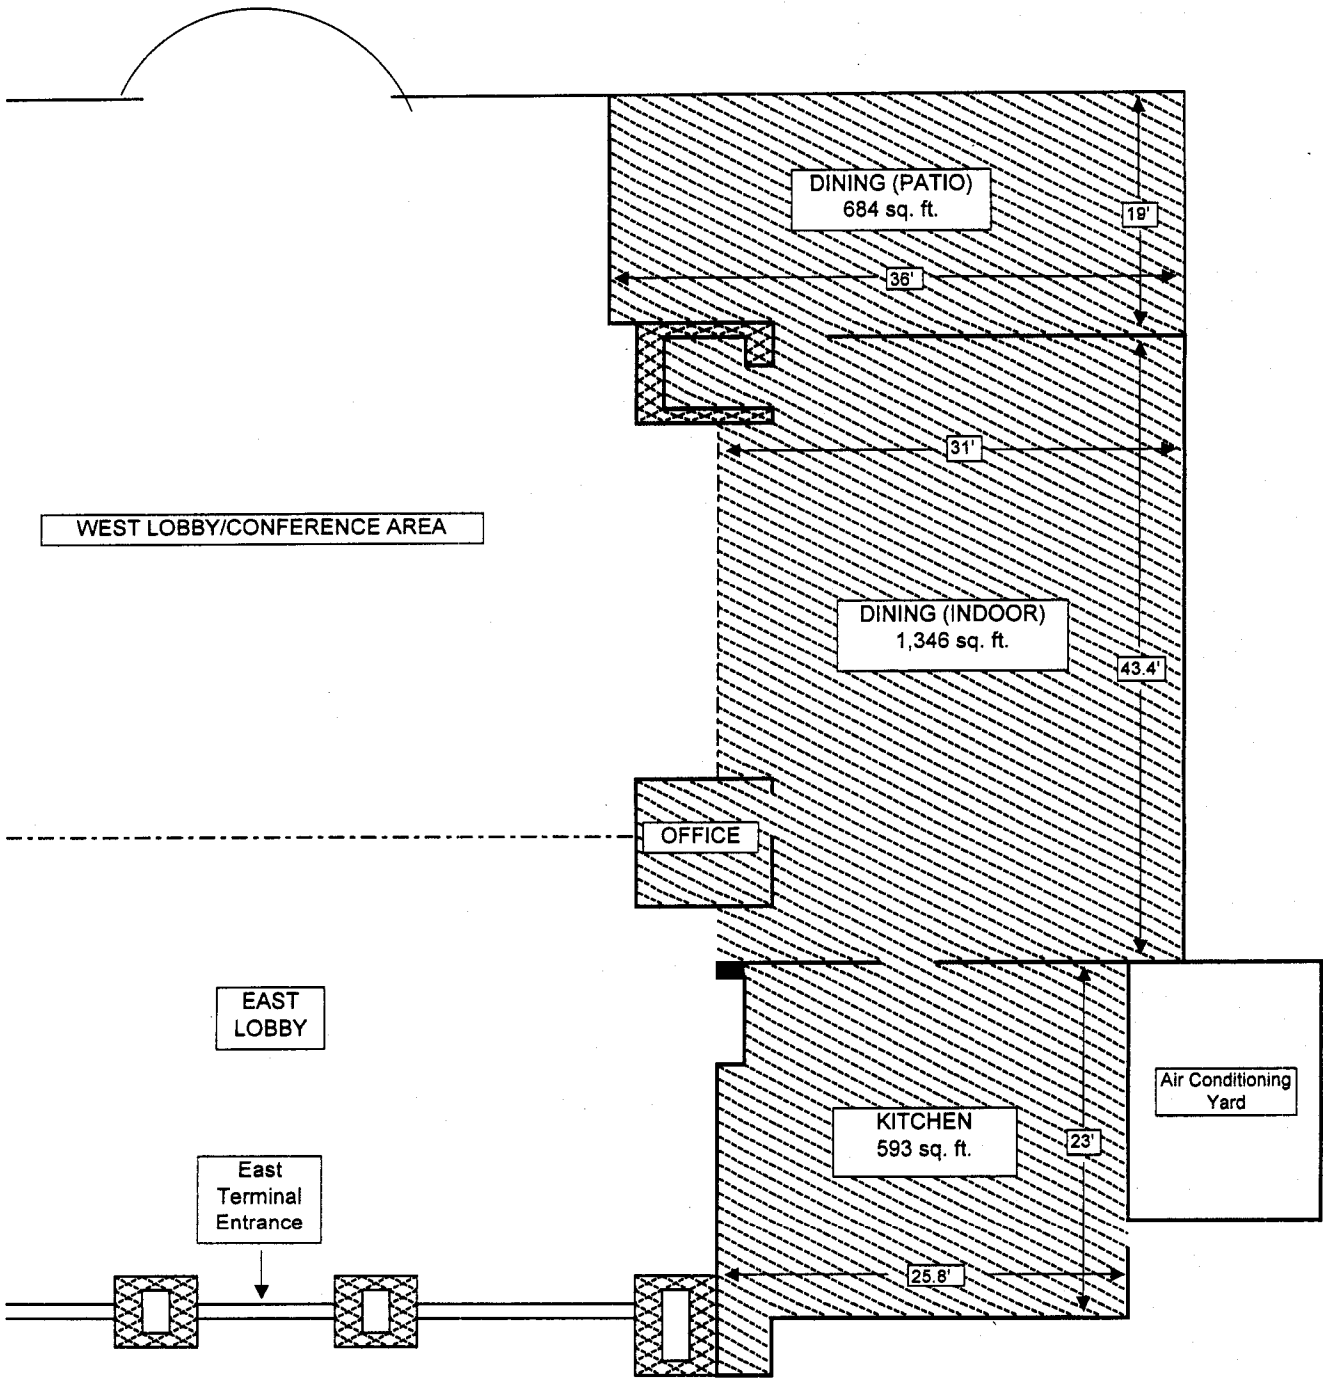 DINING (PATIO)
684 sq. ft.
19'
36'
31'
WEST LOBBY/CONFERENCE AREA
DINING (INDOOR)
1,346 sq. ft.
43.4'
OFFICE
EAST
LOBBY
Air Conditioning
Yard
KITCHEN
593 sq. ft.
23'
East
Terminal
Entrance
25.8'